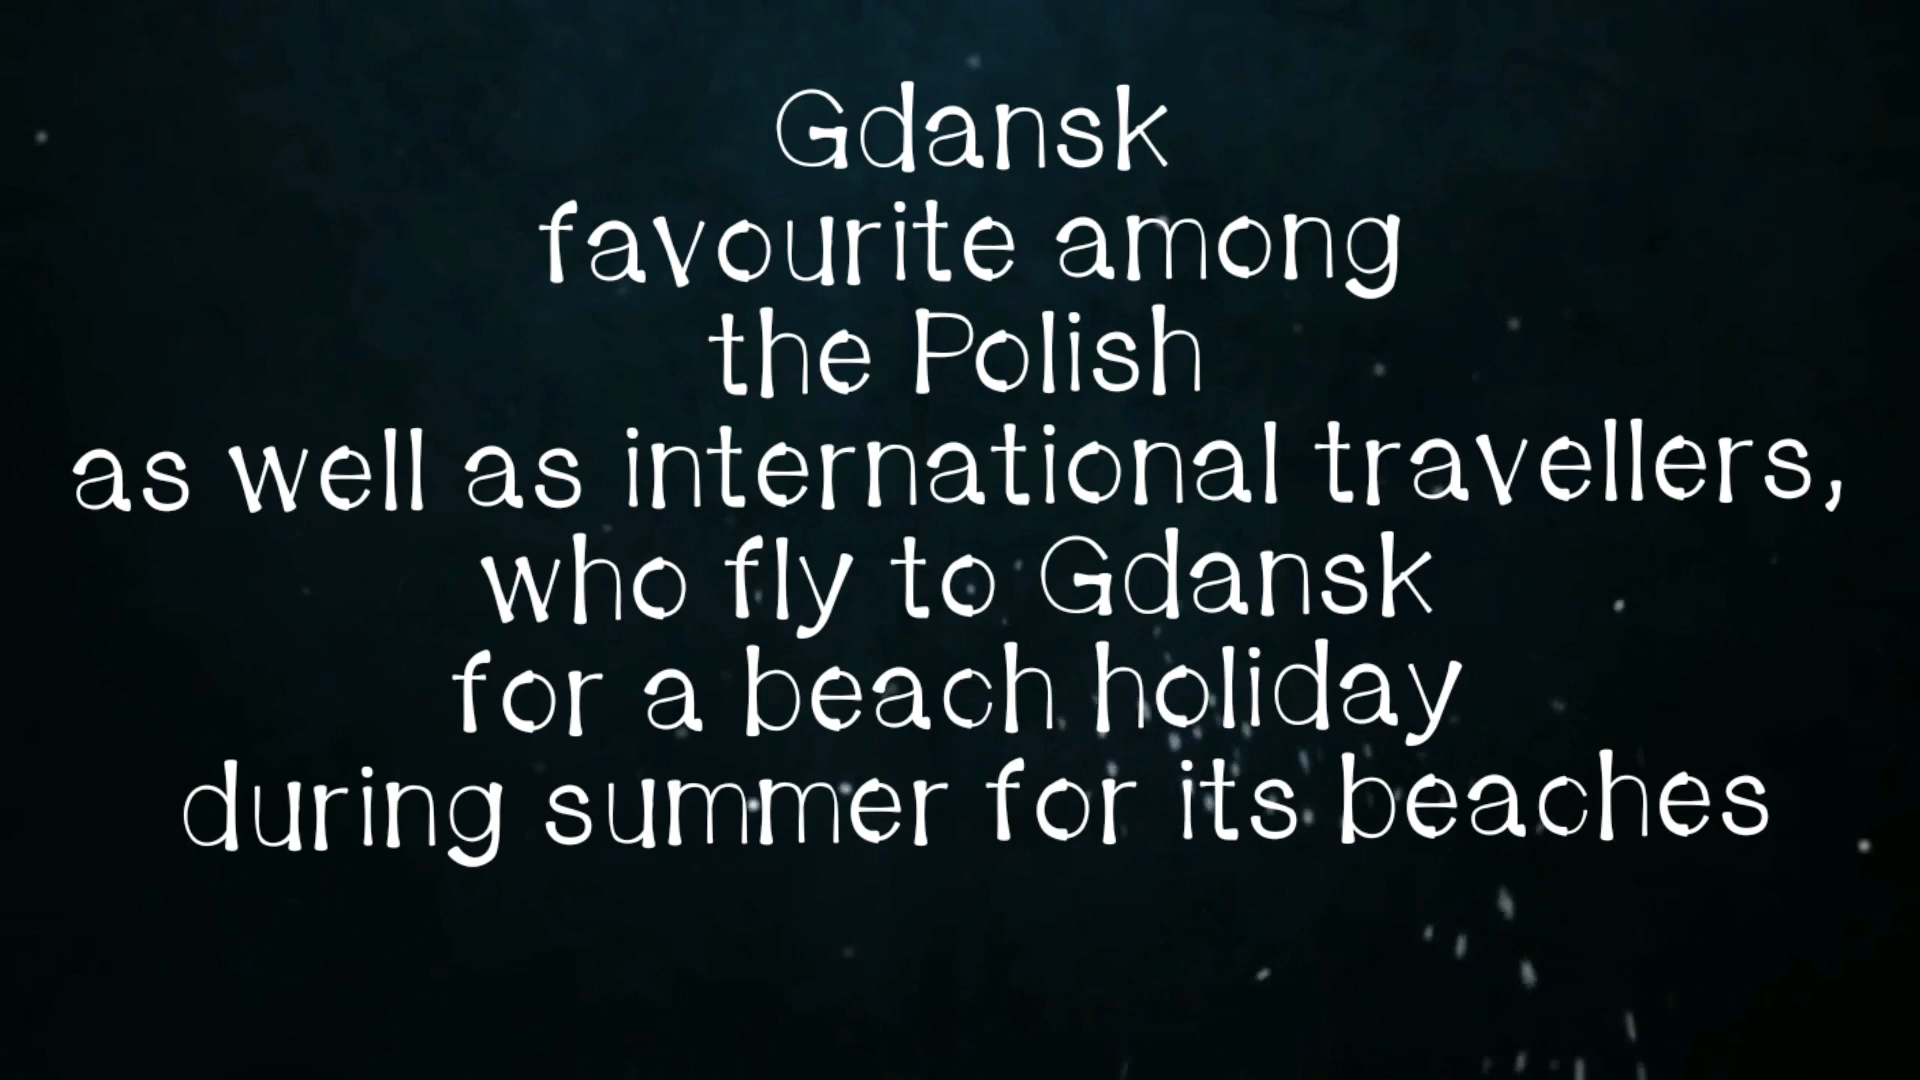 Gdansk
favourite among
the Polish
as well as international travellers,
who fly to Gdansk
for a beach holiday
during summer for its beaches